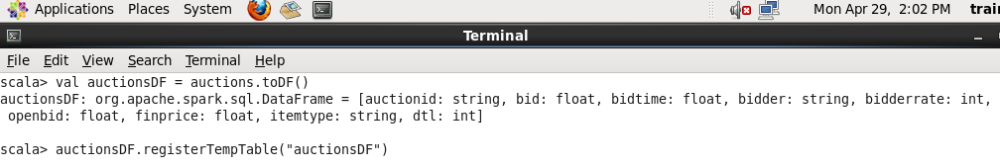 Applications Places System Mon Apr 29, 2:02 PM trai
Terminal
File Edit View Search Terminal Help
scala> val auctionsDF = auctions.toDF()
auctionsDF: org.apache.spark.sql.DataFrame = [auctionid: string, bid: float, bidtime: float, bidder: string, bidderrate: int,
 openbid: float, finprice: float, itemtype: string, dtl: int]
scala> auctionsDF.registerTempTable("auctionsDF")